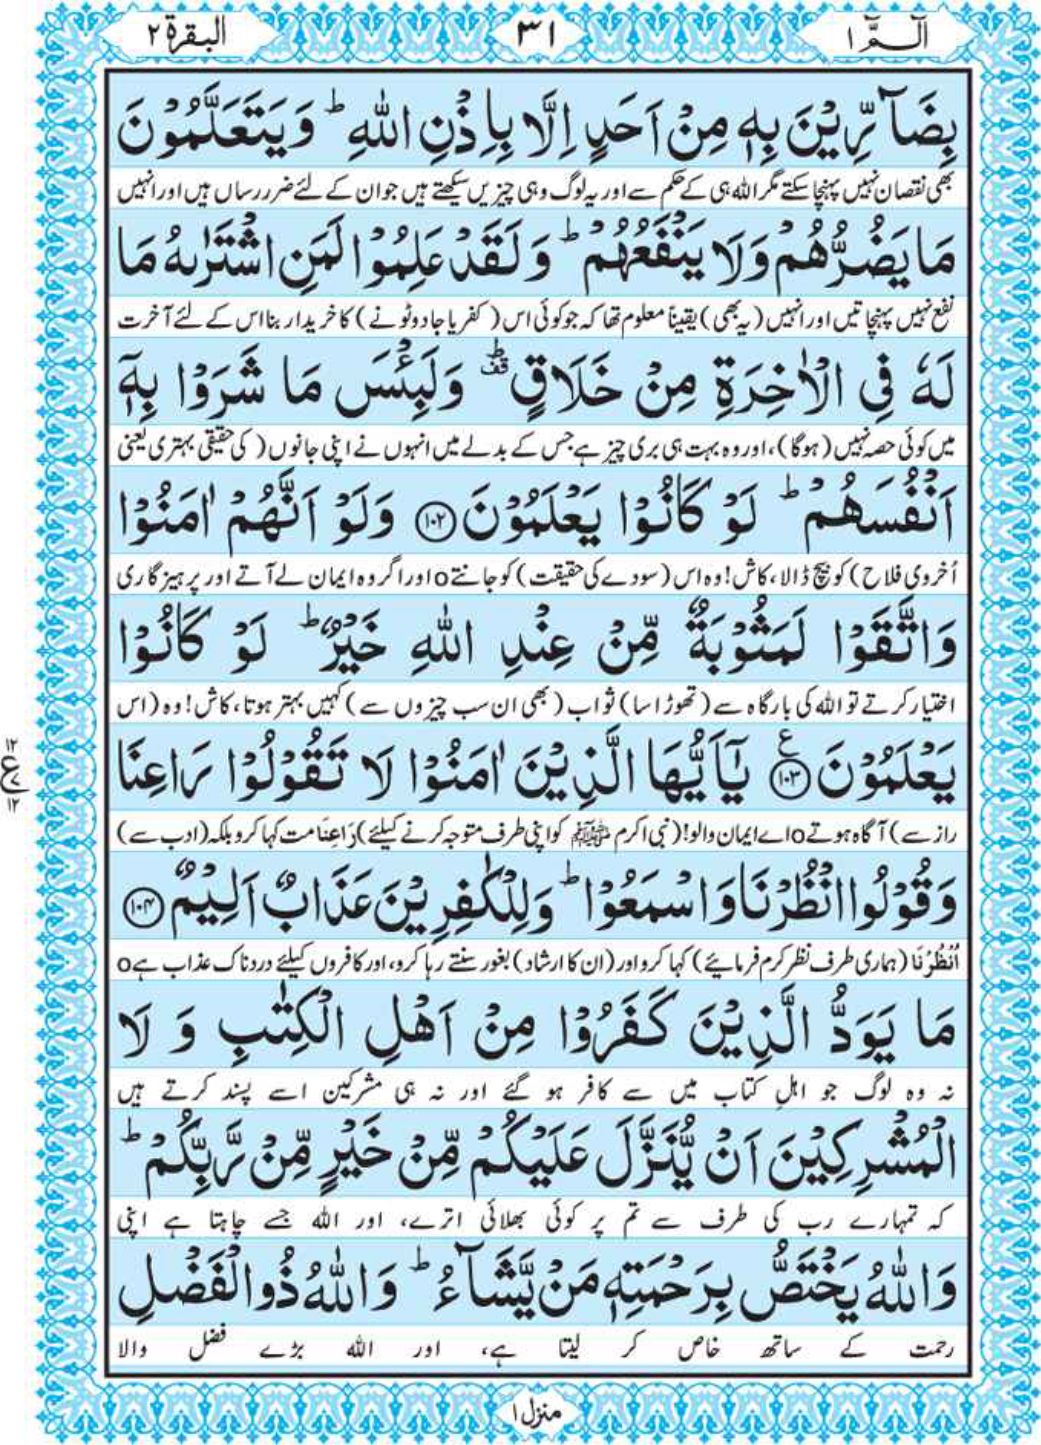 الٓمّٓ ۱
۳۱
البقرة ۲
بِضَآرِّيْنَ بِهٖ مِنْ اَحَدٍ اِلَّا بِاِذْنِ اللّٰهِ ؕ وَيَتَعَلَّمُوْنَ
بھی نقصان نہیں پہنچا سکتے مگر اللہ ہی کے حکم سے اور یہ لوگ وہی چیزیں سیکھتے ہیں جو ان کے لئے ضرر رساں ہیں اور انہیں
مَا يَضُرُّهُمْ وَلَا يَنْفَعُهُمْ ؕ وَلَقَدْ عَلِمُوْا لَمَنِ اشْتَرٰىهُ مَا
نفع نہیں پہنچاتیں اور انہیں (یہ بھی) یقیناً معلوم تھا کہ جو کوئی اس (کفر یا جادو ٹونے) کا خریدار بنا اس کے لئے آخرت
لَهٗ فِی الْاٰخِرَةِ مِنْ خَلَاقٍ ؕ۟ وَلَبِئْسَ مَا شَرَوْا بِهٖۤ
میں کوئی حصہ نہیں (ہوگا)، اور وہ بہت ہی بری چیز ہے جس کے بدلے میں انہوں نے اپنی جانوں (کی حقیقی بہتری یعنی
اَنْفُسَهُمْ ؕ لَوْ كَانُوْا يَعْلَمُوْنَ ﴿۱۰۲﴾ وَلَوْ اَنَّهُمْ اٰمَنُوْا
اُخروی فلاح) کو بیچ ڈالا، کاش! وہ اس (سودے کی حقیقت) کو جانتےo اور اگر وہ ایمان لے آتے اور پرہیزگاری
وَاتَّقَوْا لَمَثُوْبَةٌ مِّنْ عِنْدِ اللّٰهِ خَيْرٌ ؕ لَوْ كَانُوْا
اختیار کرتے تو اللہ کی بارگاہ سے (تھوڑا سا) ثواب (بھی ان سب چیزوں سے) کہیں بہتر ہوتا، کاش! وہ (اس
يَعْلَمُوْنَ ﴿۱۰۳﴾ ع يٰۤاَيُّهَا الَّذِيْنَ اٰمَنُوْا لَا تَقُوْلُوْا رَاعِنَا
۱۲
ع
۱۲
راز سے) آگاہ ہوتےo اے ایمان والو! (نبی اکرم ﷺ کو اپنی طرف متوجہ کرنے کیلئے) رَاعِنَا مت کہا کرو بلکہ (ادب سے)
وَقُوْلُوا انْظُرْنَا وَاسْمَعُوْا ؕ وَلِلْكٰفِرِيْنَ عَذَابٌ اَلِيْمٌ ﴿۱۰۴﴾
اُنْظُرْنَا (ہماری طرف نظرِ کرم فرمائیے) کہا کرو اور (ان کا ارشاد) بغور سنتے رہا کرو، اور کافروں کیلئے دردناک عذاب ہےo
مَا يَوَدُّ الَّذِيْنَ كَفَرُوْا مِنْ اَهْلِ الْكِتٰبِ وَ لَا
نہ وہ لوگ جو اہلِ کتاب میں سے کافر ہو گئے اور نہ ہی مشرکین اسے پسند کرتے ہیں
الْمُشْرِكِيْنَ اَنْ يُّنَزَّلَ عَلَيْكُمْ مِّنْ خَيْرٍ مِّنْ رَّبِّكُمْ ؕ
کہ تمہارے رب کی طرف سے تم پر کوئی بھلائی اترے، اور اللہ جسے چاہتا ہے اپنی
وَاللّٰهُ يَخْتَصُّ بِرَحْمَتِهٖ مَنْ يَّشَآءُ ؕ وَاللّٰهُ ذُو الْفَضْلِ
رحمت کے ساتھ خاص کر لیتا ہے، اور اللہ بڑے فضل والا
منزل ۱